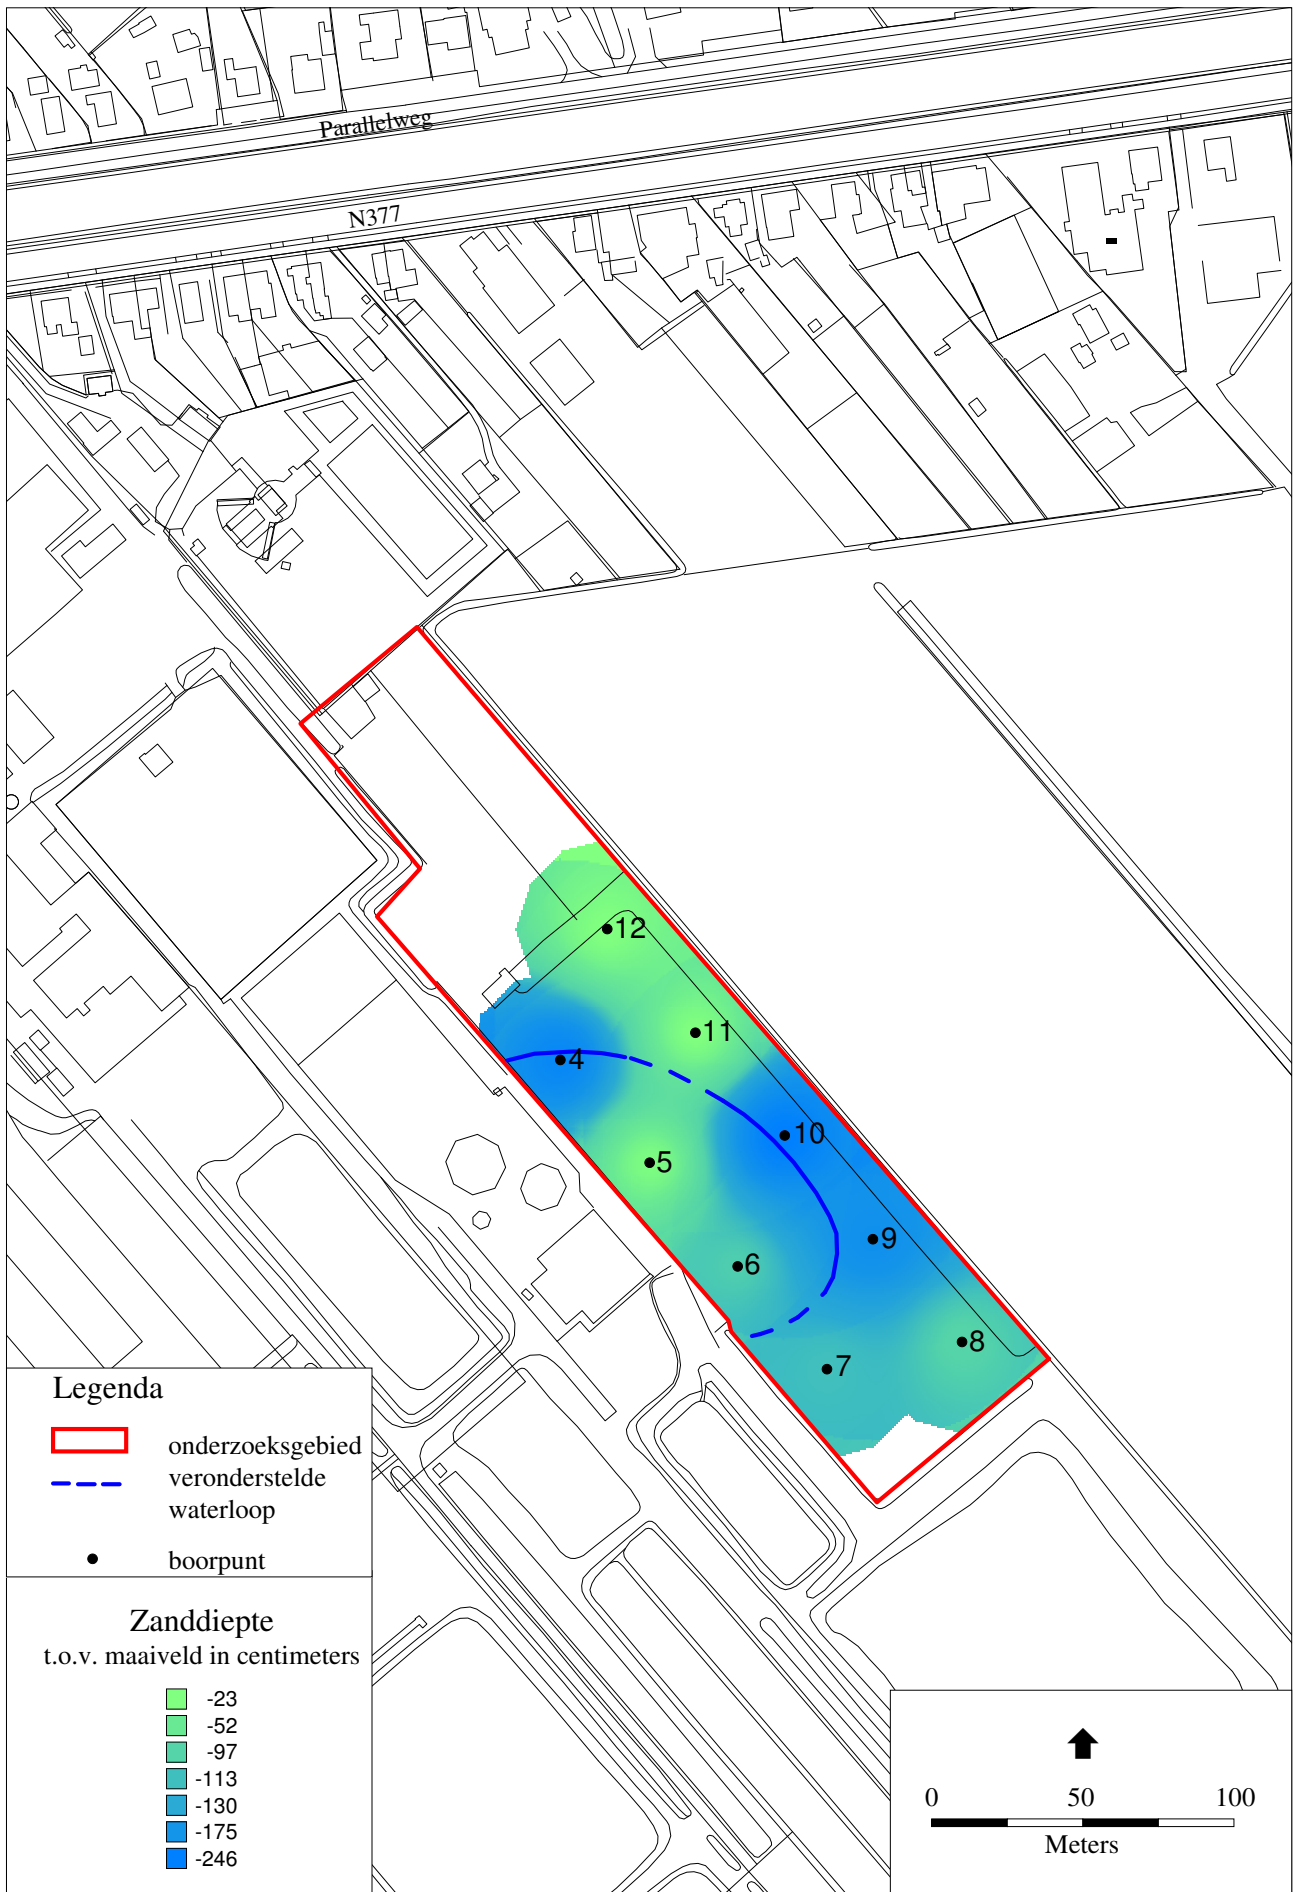 Parallelweg
N377
12
11
4
10
5
9
6
8
7
Legenda
onderzoeksgebied
veronderstelde
waterloop
boorpunt
Zanddiepte
t.o.v. maaiveld in centimeters
-23
-52
-97
-113
-130
-175
-246
0 50 100
Meters